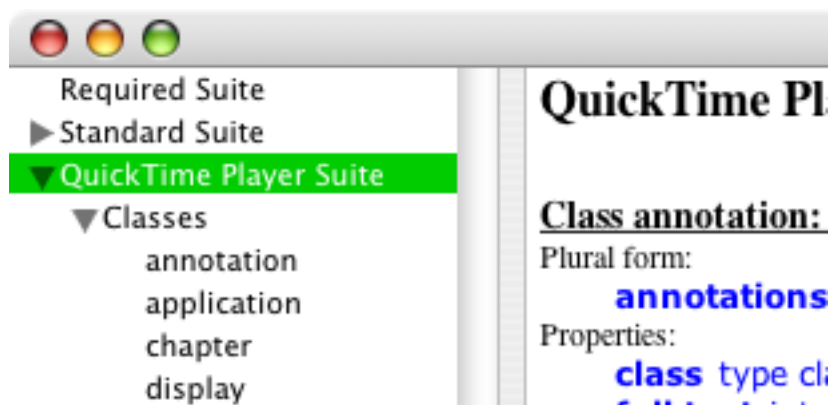 Required Suite
Standard Suite
QuickTime Player Suite
Classes
annotation
application
chapter
display
QuickTime Pl
Class annotation:
Plural form:
annotations
Properties:
class type cl